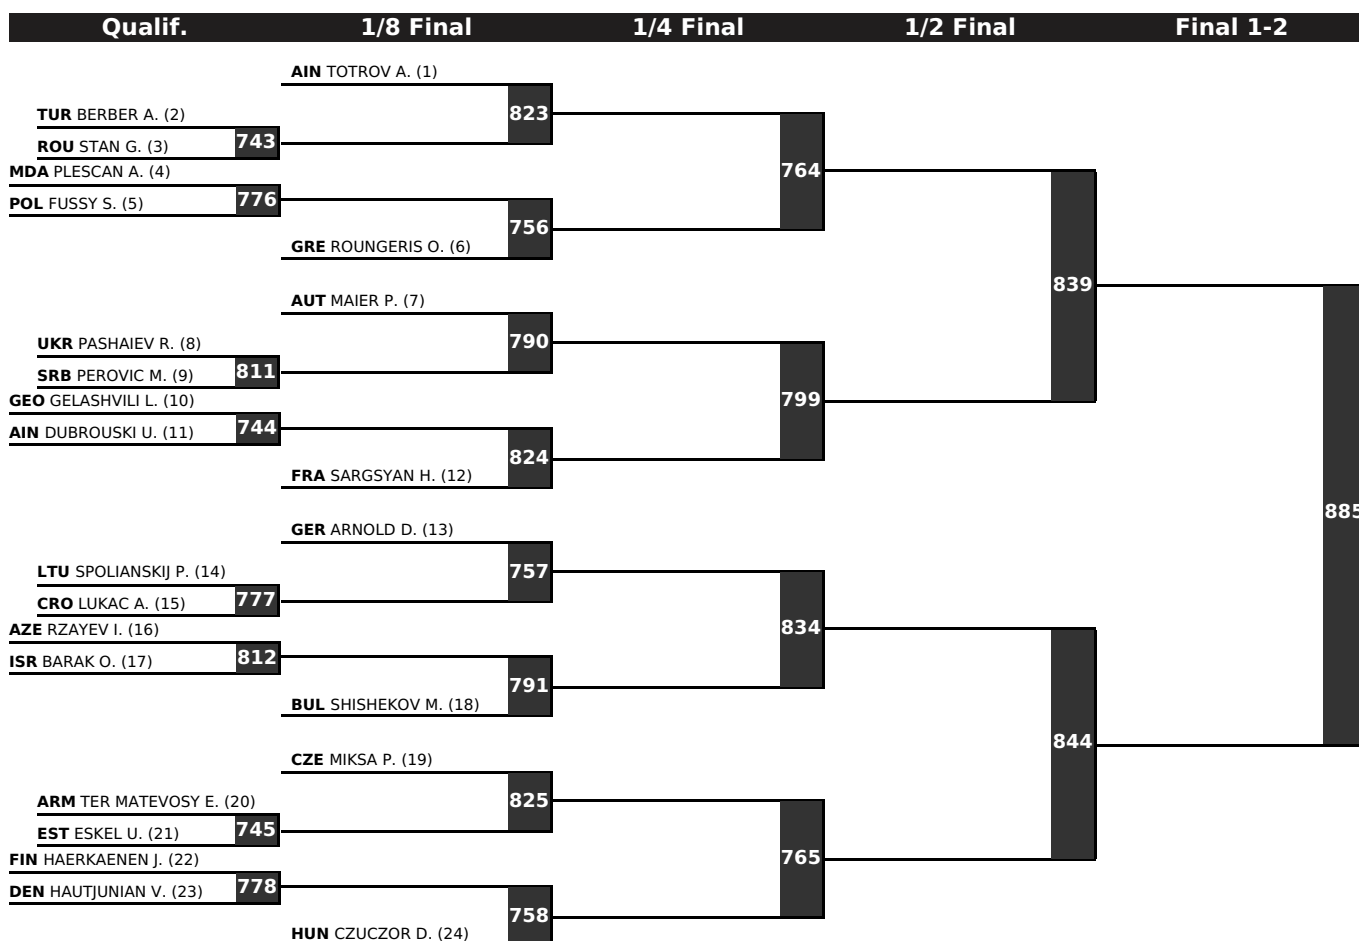 Qualif. 1/8 Final 1/4 Final 1/2 Final Final 1-2
AIN TOTROV A. (1)
823
TUR BERBER A. (2)
743
ROU STAN G. (3)
764
MDA PLESCAN A. (4)
776
POL FUSSY S. (5)
756
GRE ROUNGERIS O. (6)
839
AUT MAIER P. (7)
790
UKR PASHAIEV R. (8)
811
SRB PEROVIC M. (9)
799
GEO GELASHVILI L. (10)
744
AIN DUBROUSKI U. (11)
824
FRA SARGSYAN H. (12)
885
GER ARNOLD D. (13)
757
LTU SPOLIANSKIJ P. (14)
777
CRO LUKAC A. (15)
834
AZE RZAYEV I. (16)
812
ISR BARAK O. (17)
791
BUL SHISHEKOV M. (18)
844
CZE MIKSA P. (19)
825
ARM TER MATEVOSY E. (20)
745
EST ESKEL U. (21)
765
FIN HAERKAENEN J. (22)
778
DEN HAUTJUNIAN V. (23)
758
HUN CZUCZOR D. (24)